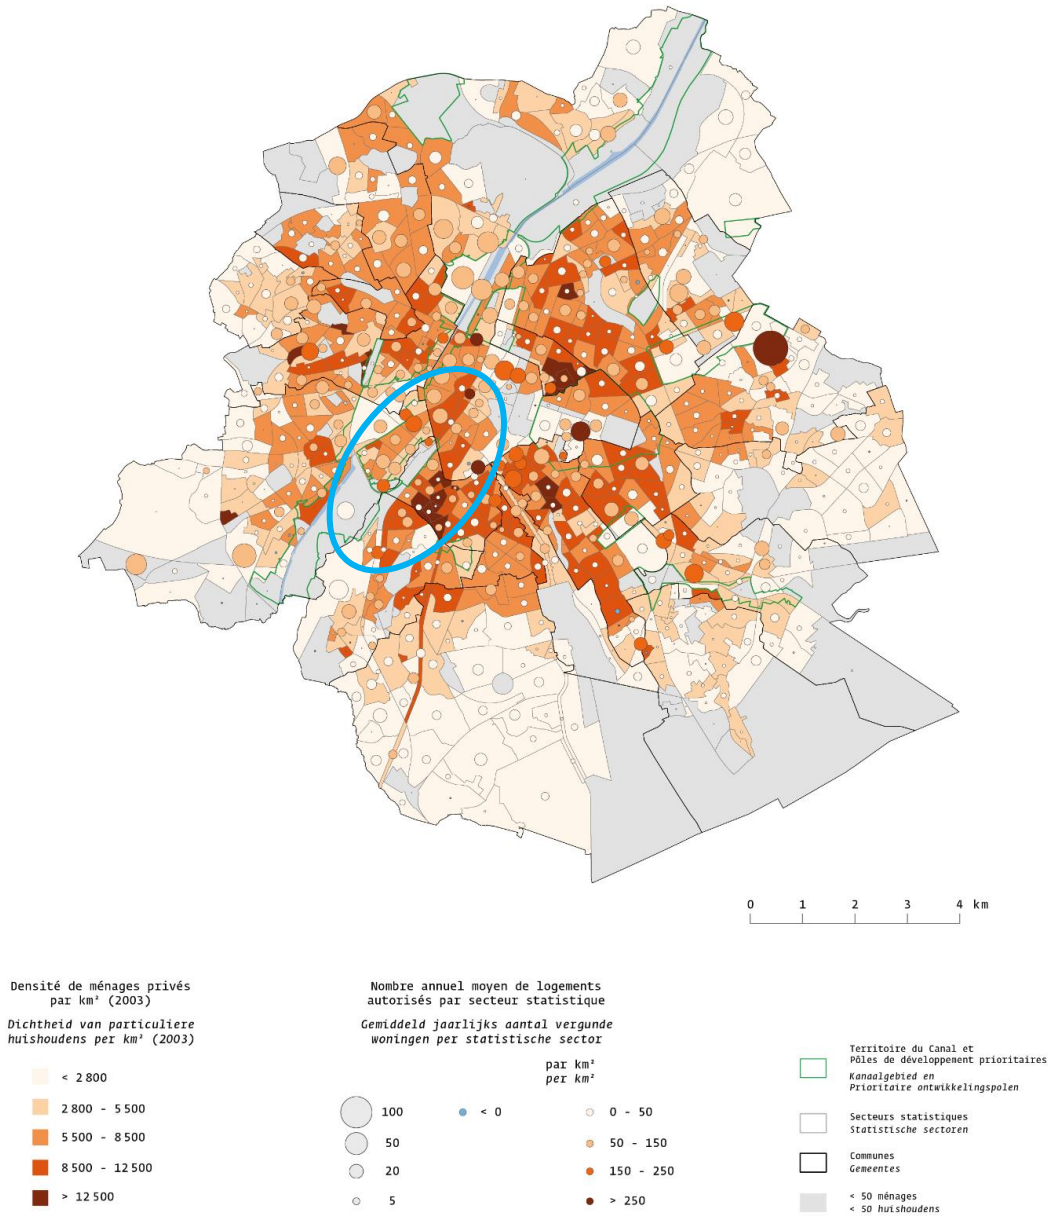 0 1 2 3 4 km
Densité de ménages privés
par km² (2003)
Dichtheid van particuliere
huishoudens per km² (2003)
< 2 800
2 800 - 5 500
5 500 - 8 500
8 500 - 12 500
> 12 500
Nombre annuel moyen de logements
autorisés par secteur statistique
Gemiddeld jaarlijks aantal vergunde
woningen per statistische sector
par km²
per km²
100
50
20
5
< 0
0 - 50
50 - 150
150 - 250
> 250
Territoire du Canal et
Pôles de développement prioritaires
Kanaalgebied en
Prioritaire ontwikkelingspolen
Secteurs statistiques
Statistische sectoren
Communes
Gemeentes
< 50 ménages
< 50 huishoudens